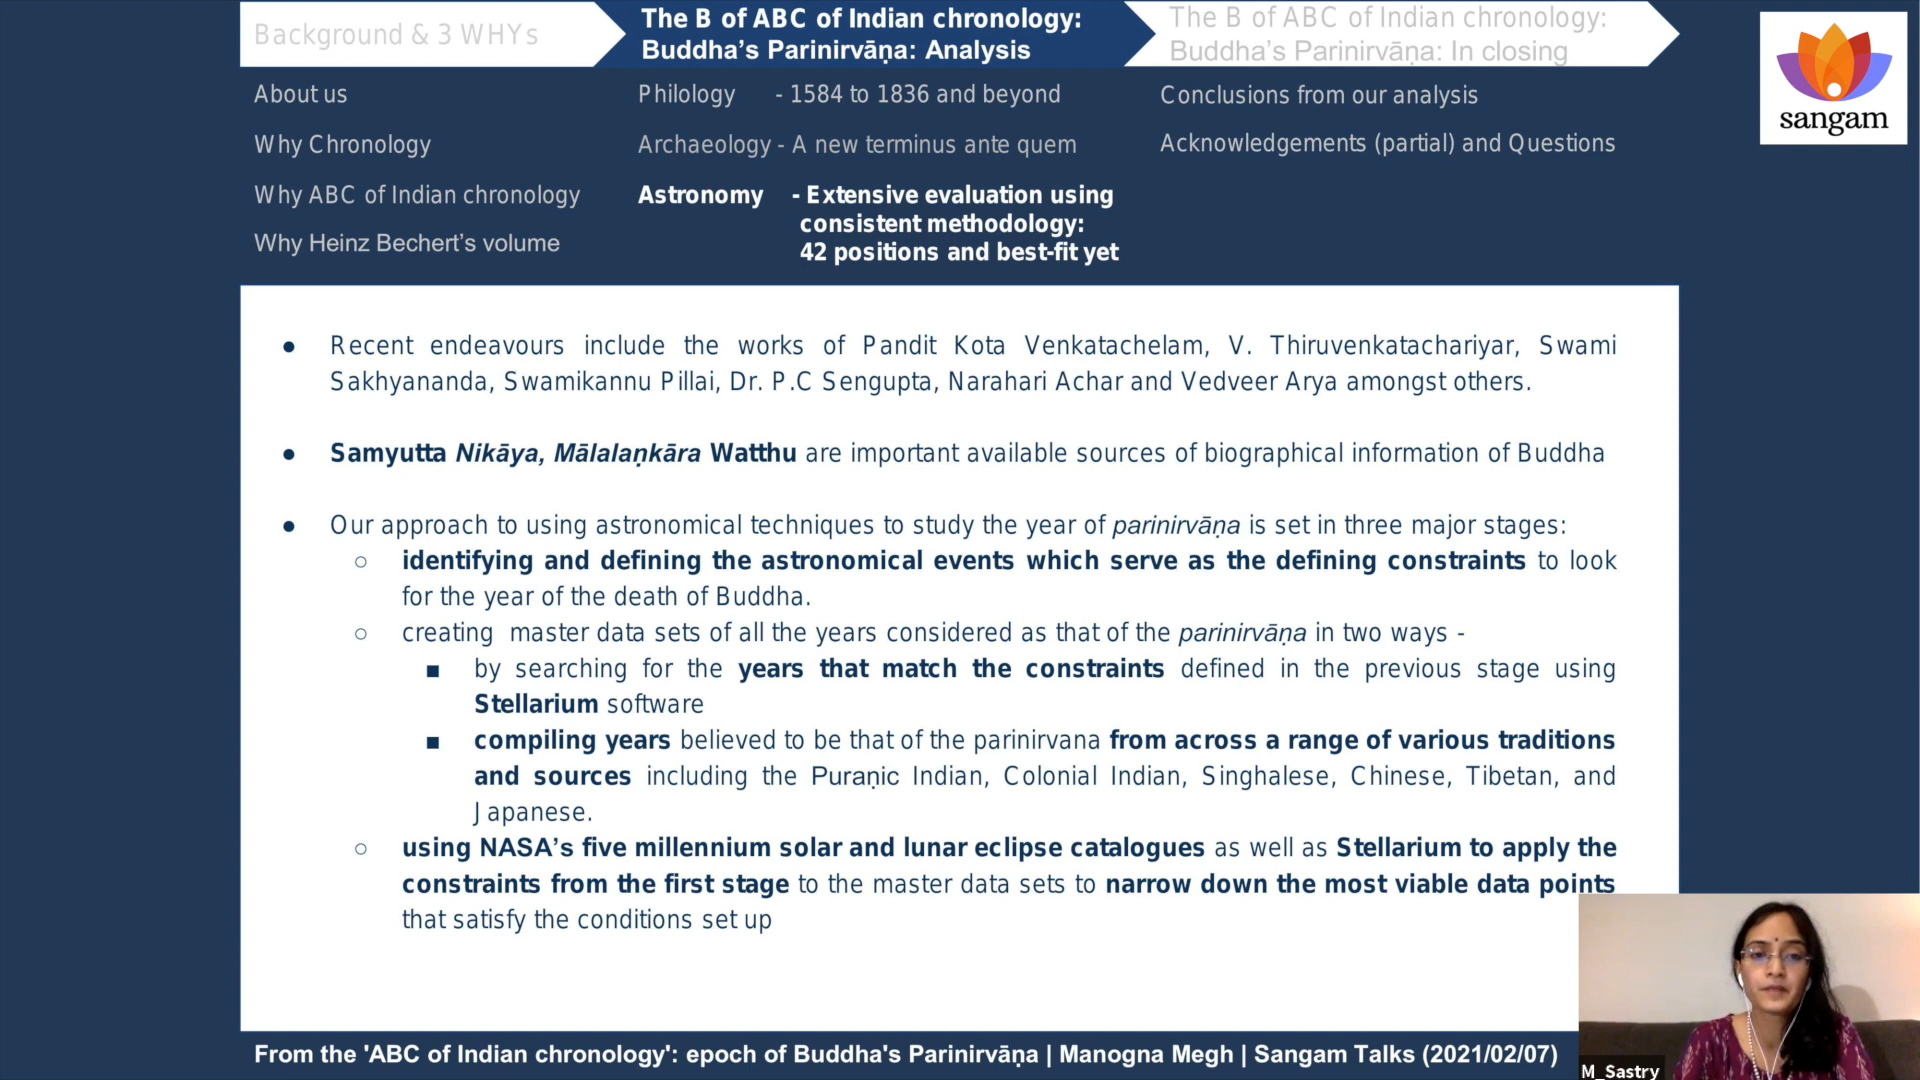 Background & 3 WHYs
The B of ABC of Indian chronology:
Buddha’s Parinirvāṇa: Analysis
The B of ABC of Indian chronology:
Buddha’s Parinirvāṇa: In closing
sangam
About us
Why Chronology
Why ABC of Indian chronology
Why Heinz Bechert’s volume
Philology - 1584 to 1836 and beyond
Archaeology - A new terminus ante quem
Astronomy - Extensive evaluation using
consistent methodology:
42 positions and best-fit yet
Conclusions from our analysis
Acknowledgements (partial) and Questions
● Recent endeavours include the works of Pandit Kota Venkatachelam, V. Thiruvenkatachariyar, Swami
Sakhyananda, Swamikannu Pillai, Dr. P.C Sengupta, Narahari Achar and Vedveer Arya amongst others.
● Samyutta Nikāya, Mālalaṇkāra Watthu are important available sources of biographical information of Buddha
● Our approach to using astronomical techniques to study the year of parinirvāṇa is set in three major stages:
○ identifying and defining the astronomical events which serve as the defining constraints to look
for the year of the death of Buddha.
○ creating master data sets of all the years considered as that of the parinirvāṇa in two ways -
■ by searching for the years that match the constraints defined in the previous stage using
Stellarium software
■ compiling years believed to be that of the parinirvana from across a range of various traditions
and sources including the Puraṇic Indian, Colonial Indian, Singhalese, Chinese, Tibetan, and
Japanese.
○ using NASA’s five millennium solar and lunar eclipse catalogues as well as Stellarium to apply the
constraints from the first stage to the master data sets to narrow down the most viable data points
that satisfy the conditions set up
From the 'ABC of Indian chronology': epoch of Buddha's Parinirvāṇa | Manogna Megh | Sangam Talks (2021/02/07)
M_Sastry